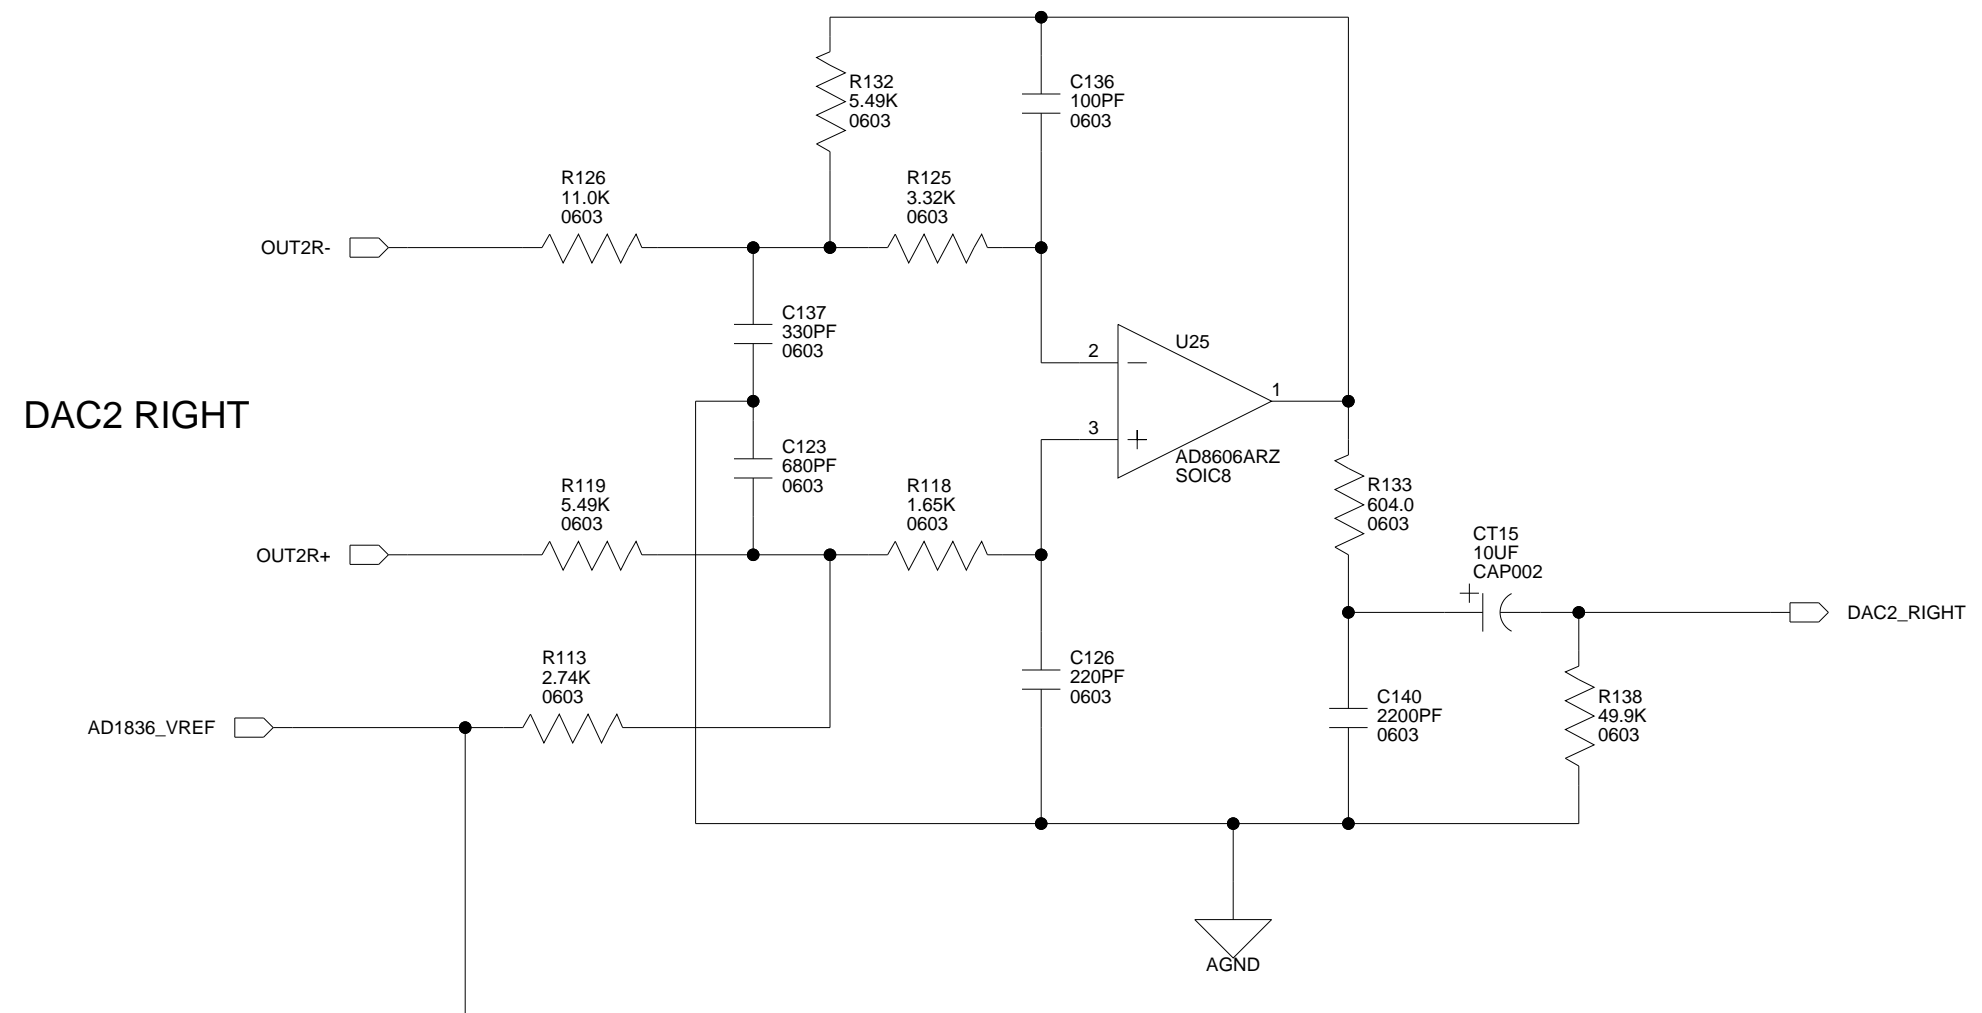 R132
5.49K
0603
C136
100PF
0603
R126
11.0K
0603
R125
3.32K
0603
OUT2R-
C137
330PF
0603
U25
2
1
3
DAC2 RIGHT
AD8606ARZ
SOIC8
C123
680PF
0603
R119
5.49K
0603
R118
1.65K
0603
R133
604.0
0603
OUT2R+
CT15
10UF
CAP002
+
DAC2_RIGHT
R113
2.74K
0603
C126
220PF
0603
C140
2200PF
0603
R138
49.9K
0603
AD1836_VREF
AGND